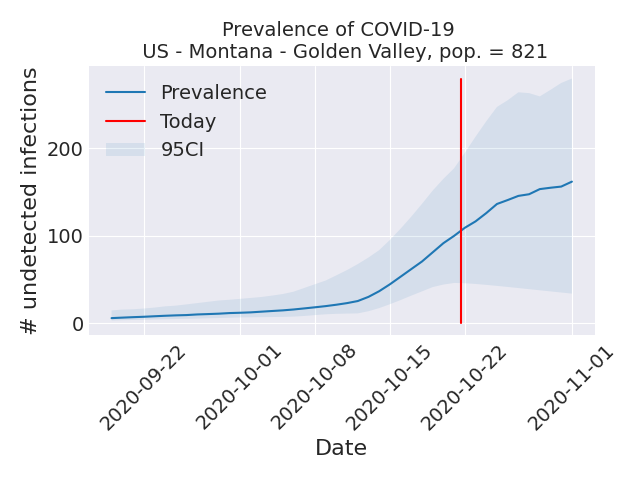 Prevalence of COVID-19
US - Montana - Golden Valley, pop. = 821
# undetected infections
200
100
0
Prevalence
Today
95CI
2020-09-22
2020-10-01
2020-10-08
2020-10-15
2020-10-22
2020-11-01
Date